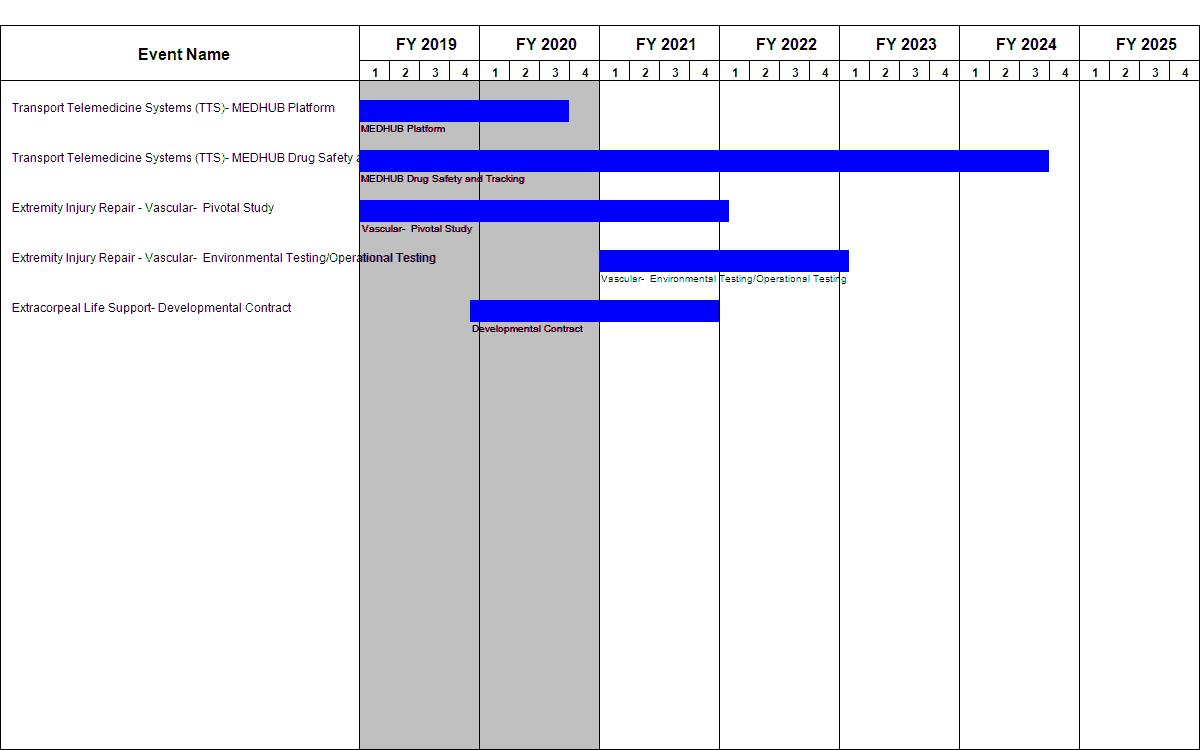 Event Name FY 2019 FY 2020 FY 2021 FY 2022 FY 2023 FY 2024 FY 2025
1 2 3 4 1 2 3 4 1 2 3 4 1 2 3 4 1 2 3 4 1 2 3 4 1 2 3 4
Transport Telemedicine Systems (TTS)- MEDHUB Platform
MEDHUB Platform
Transport Telemedicine Systems (TTS)- MEDHUB Drug Safety a
MEDHUB Drug Safety and Tracking
Extremity Injury Repair - Vascular- Pivotal Study
Vascular- Pivotal Study
Extremity Injury Repair - Vascular- Environmental Testing/Operational Testing
Vascular- Environmental Testing/Operational Testing
Extracorpeal Life Support- Developmental Contract
Developmental Contract